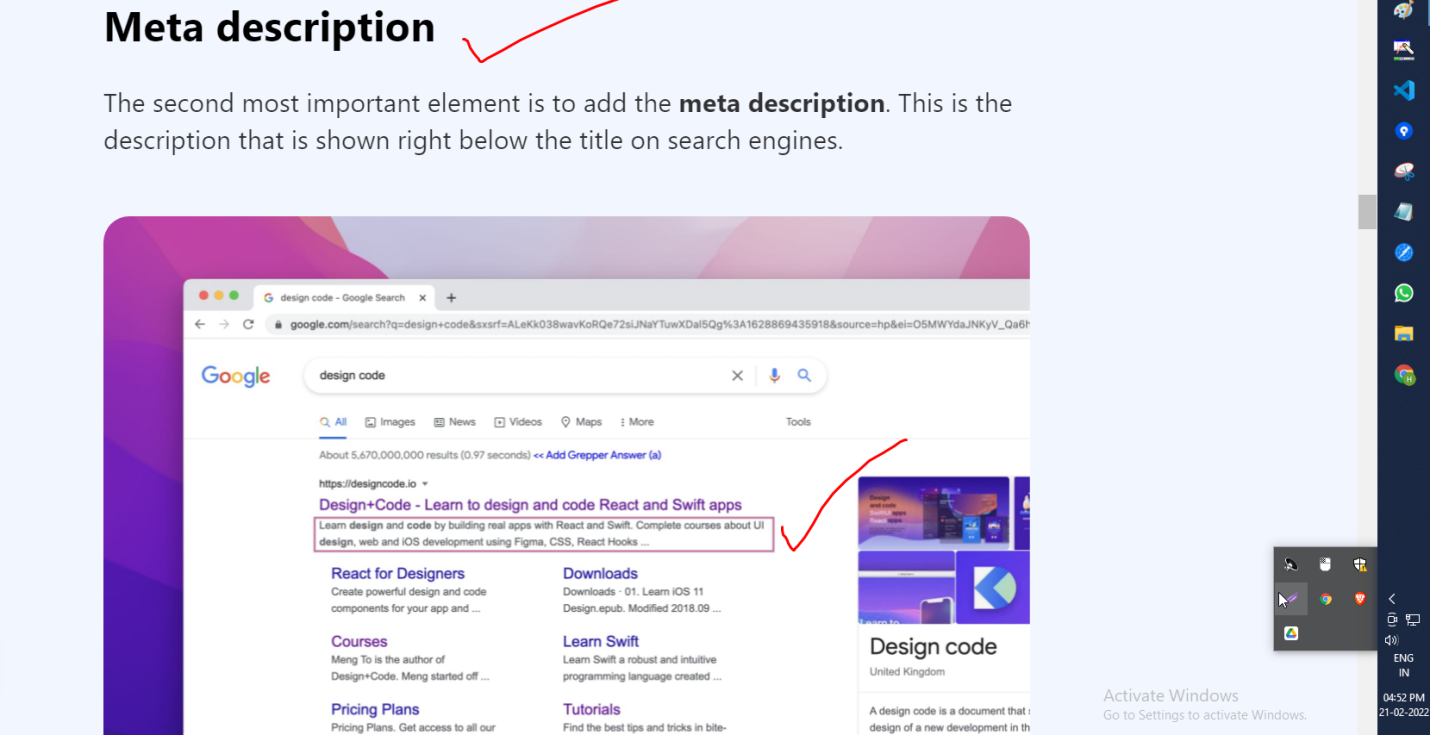 Meta description
The second most important element is to add the meta description. This is the
description that is shown right below the title on search engines.
design code - Google Search
google.com/search?q=design+code&sxsrf=ALeKk038wavKoRQe72siJNaYTuwXDaI5Qg%3A1628869435918&source=hp&ei=O5MWYdaJNKyV_Qa6h
Google
design code
All Images News Videos Maps More Tools
About 5,670,000,000 results (0.97 seconds) << Add Grepper Answer (a)
https://designcode.io
Design+Code - Learn to design and code React and Swift apps
Learn design and code by building real apps with React and Swift. Complete courses about UI
design, web and iOS development using Figma, CSS, React Hooks ...
React for Designers
Create powerful design and code
components for your app and ...
Downloads
Downloads · 01. Learn iOS 11
Design.epub. Modified 2018.09 ...
Courses
Meng To is the author of
Design+Code. Meng started off ...
Learn Swift
Learn Swift a robust and intuitive
programming language created ...
Pricing Plans
Pricing Plans. Get access to all our
Tutorials
Find the best tips and tricks in bite-
Design code
United Kingdom
A design code is a document that
design of a new development in th
Activate Windows
Go to Settings to activate Windows.
ENG
IN
04:52 PM
21-02-2022